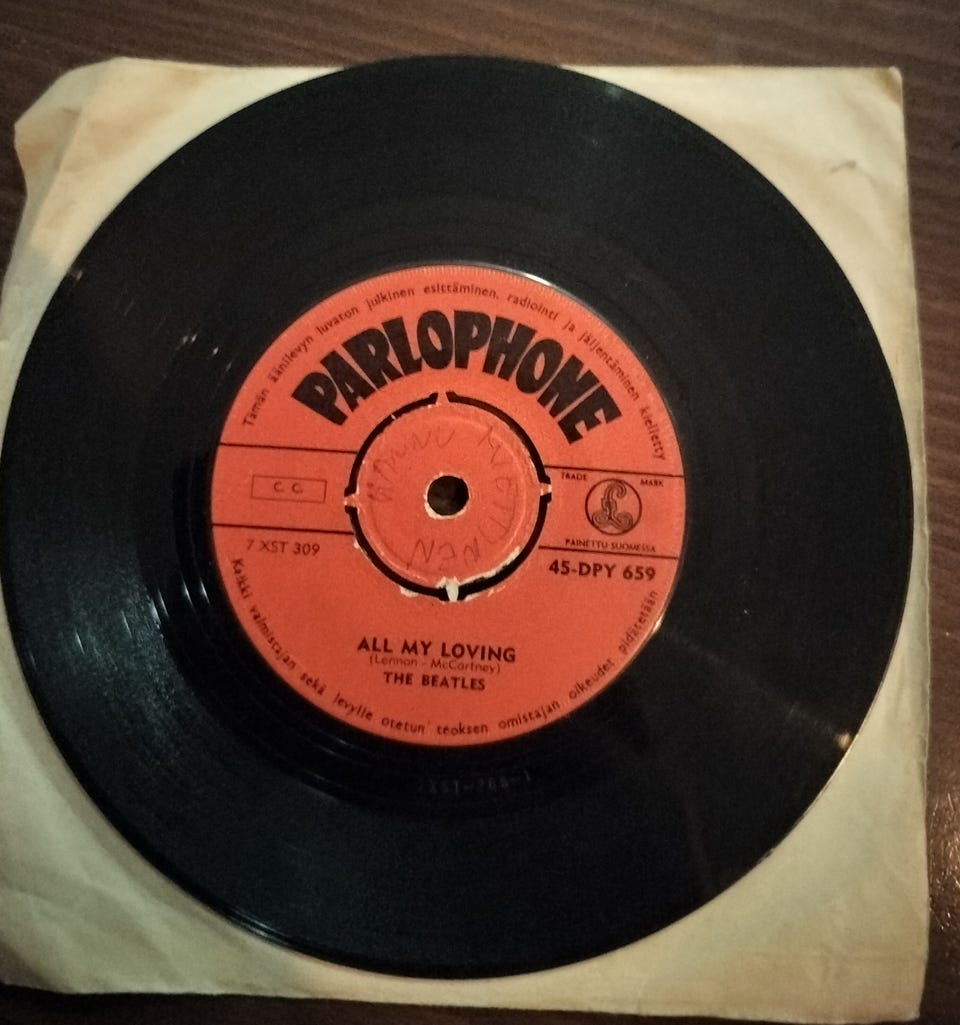 Tämän äänilevyn luvaton julkinen esittäminen, radiointi ja jäljentäminen kielletty
PARLOPHONE
C. C.
TRADE MARK
£
PAINETTU SUOMESSA
7 XST 309
45-DPY 659
ALL MY LOVING
(Lennon - McCartney)
THE BEATLES
Kaikki valmistajan sekä levylle otetun teoksen omistajan oikeudet pidätetään